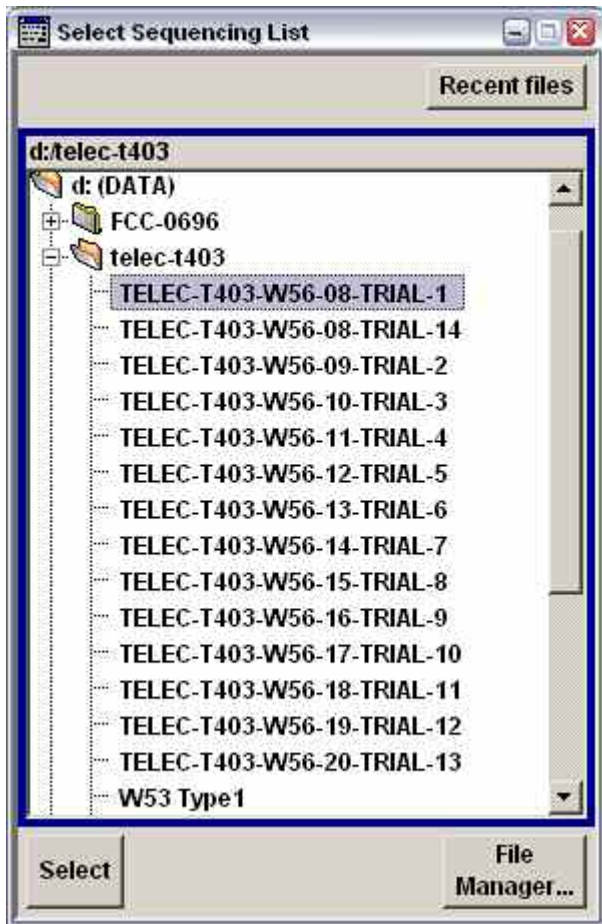 Select Sequencing List
Recent files
d:/telec-t403
d: (DATA)
FCC-0696
telec-t403
TELEC-T403-W56-08-TRIAL-1
TELEC-T403-W56-08-TRIAL-14
TELEC-T403-W56-09-TRIAL-2
TELEC-T403-W56-10-TRIAL-3
TELEC-T403-W56-11-TRIAL-4
TELEC-T403-W56-12-TRIAL-5
TELEC-T403-W56-13-TRIAL-6
TELEC-T403-W56-14-TRIAL-7
TELEC-T403-W56-15-TRIAL-8
TELEC-T403-W56-16-TRIAL-9
TELEC-T403-W56-17-TRIAL-10
TELEC-T403-W56-18-TRIAL-11
TELEC-T403-W56-19-TRIAL-12
TELEC-T403-W56-20-TRIAL-13
W53 Type1
Select
File
Manager...